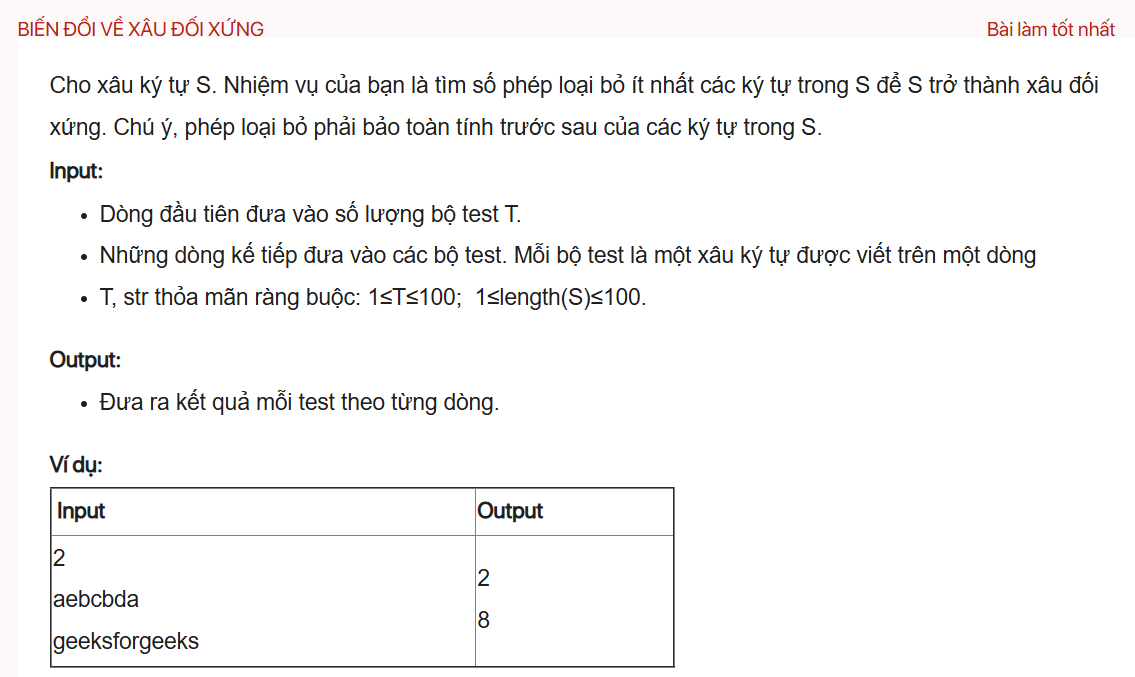 BIẾN ĐỔI VỀ XÂU ĐỐI XỨNG
Bài làm tốt nhất
Cho xâu ký tự S. Nhiệm vụ của bạn là tìm số phép loại bỏ ít nhất các ký tự trong S để S trở thành xâu đối
xứng. Chú ý, phép loại bỏ phải bảo toàn tính trước sau của các ký tự trong S.
Input:
• Dòng đầu tiên đưa vào số lượng bộ test T.
• Những dòng kế tiếp đưa vào các bộ test. Mỗi bộ test là một xâu ký tự được viết trên một dòng
• T, str thỏa mãn ràng buộc: 1≤T≤100;  1≤length(S)≤100.
Output:
• Đưa ra kết quả mỗi test theo từng dòng.
Ví dụ:
Input
Output
2
aebcbda
geeksforgeeks
2
8